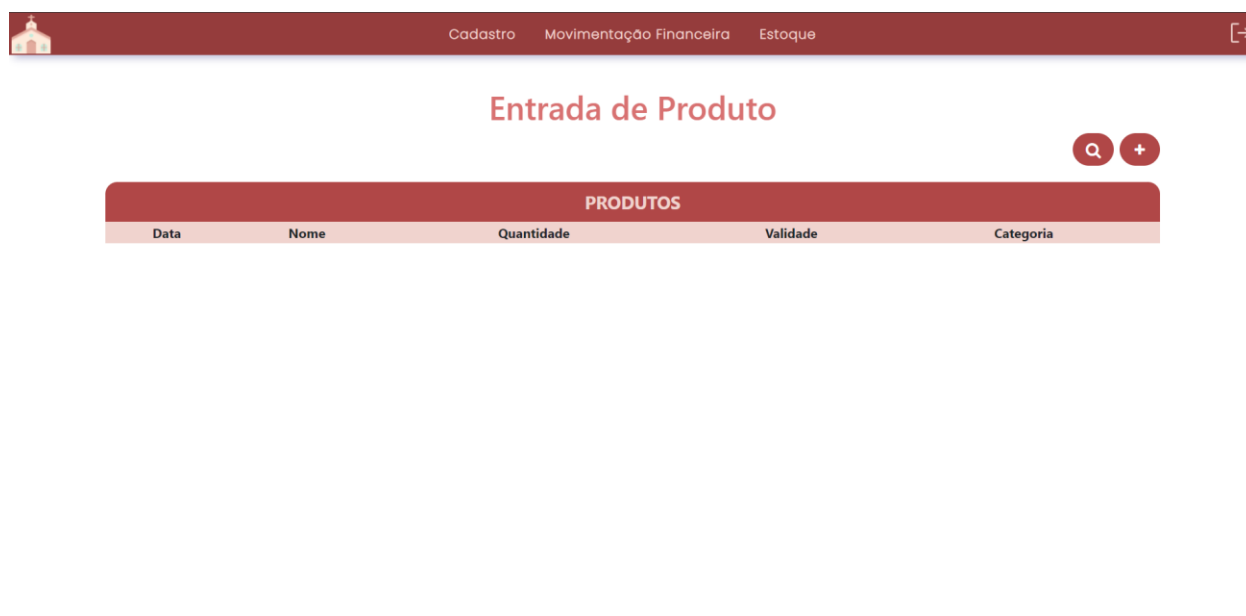 Cadastro Movimentação Financeira Estoque
Entrada de Produto
PRODUTOS
Data Nome Quantidade Validade Categoria